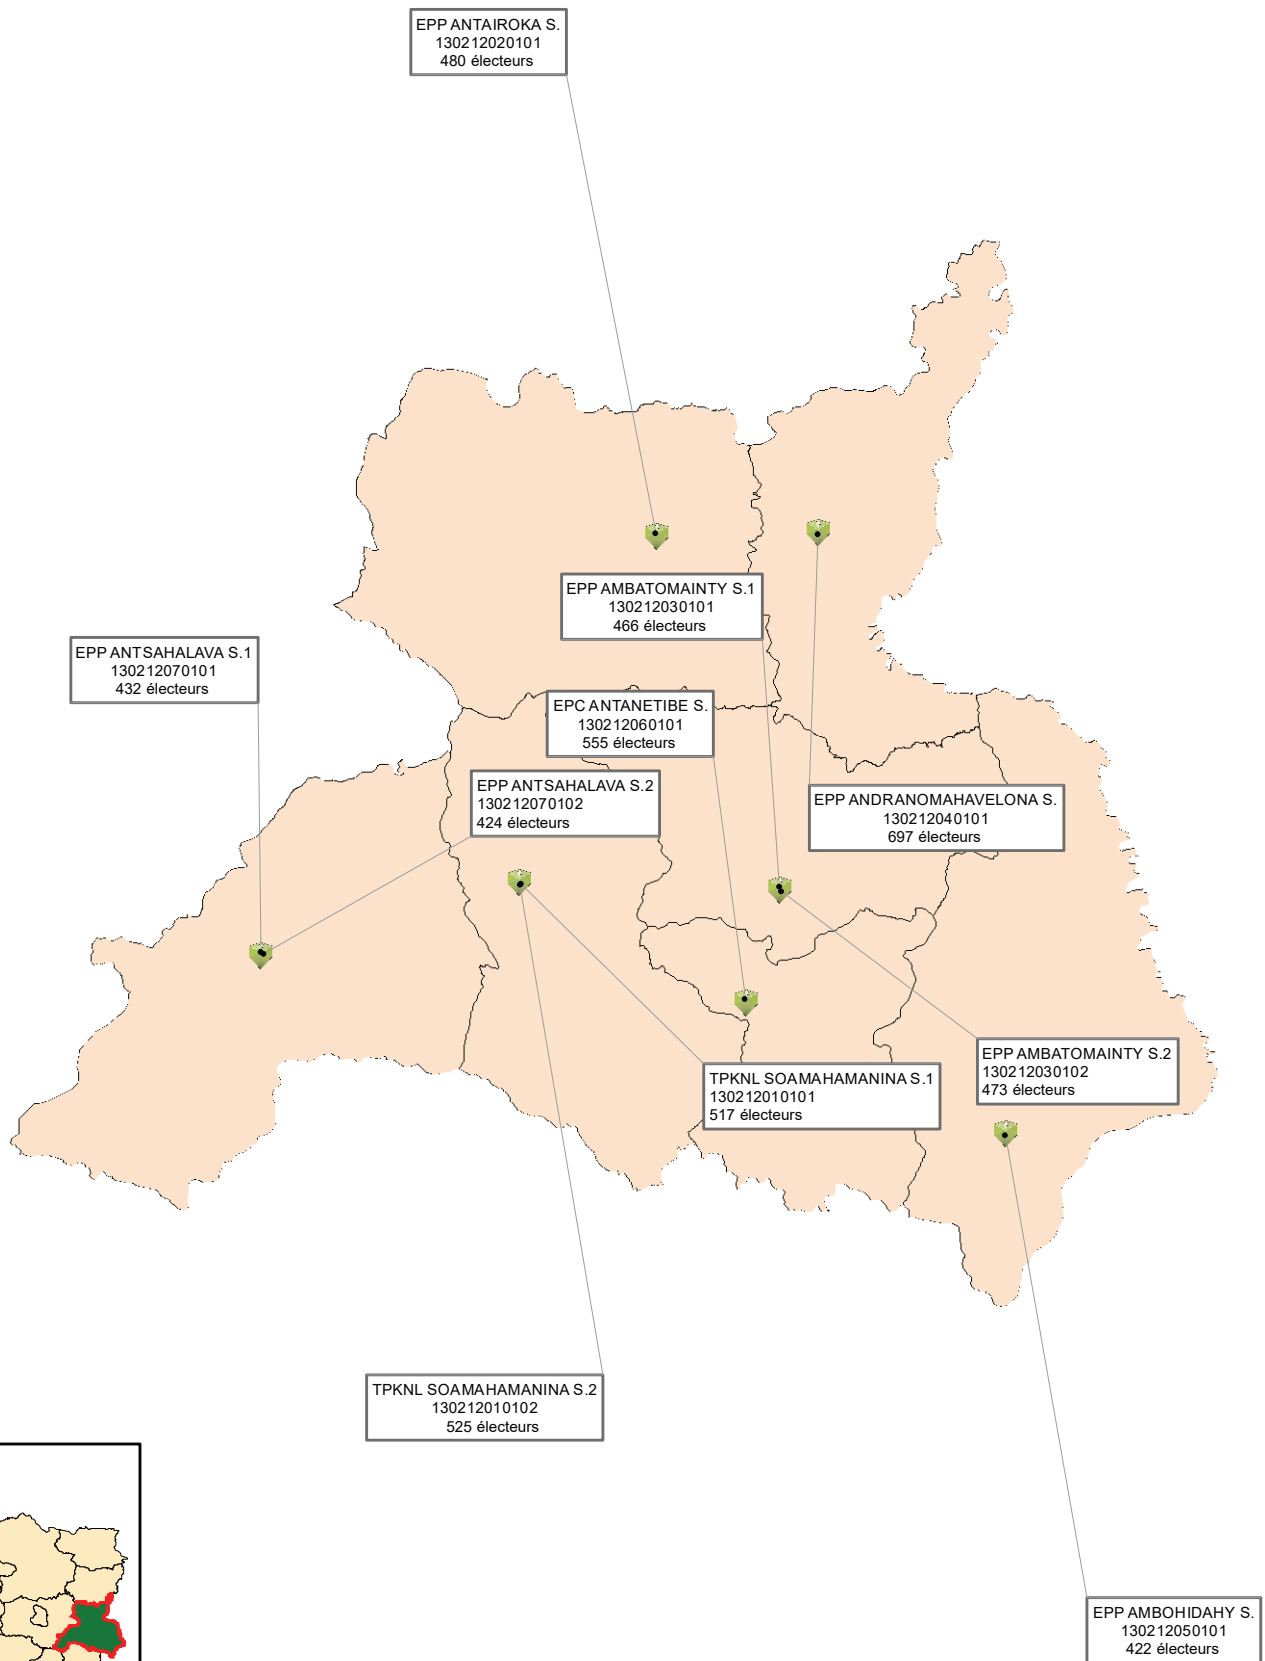 EPP ANTAIROKA S.
130212020101
480 électeurs
EPP AMBATOMAINTY S.1
130212030101
466 électeurs
EPP ANTSAHALAVA S.1
130212070101
432 électeurs
EPC ANTANETIBE S.
130212060101
555 électeurs
EPP ANTSAHALAVA S.2
130212070102
424 électeurs
EPP ANDRANOMAHAVELONA S.
130212040101
697 électeurs
EPP AMBATOMAINTY S.2
130212030102
473 électeurs
TPKNL SOAMAHAMANINA S.1
130212010101
517 électeurs
TPKNL SOAMAHAMANINA S.2
130212010102
525 électeurs
EPP AMBOHIDAHY S.
130212050101
422 électeurs